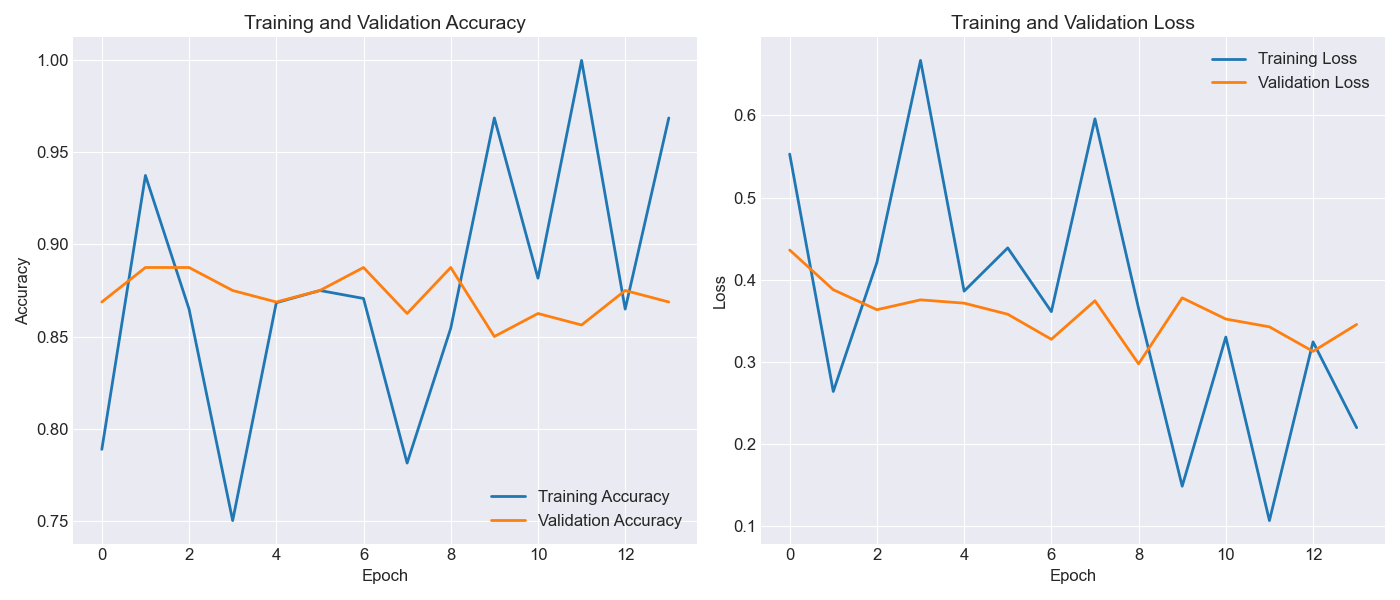 Training and Validation Accuracy
1.00
0.95
0.90
0.85
0.80
0.75
Accuracy
0 2 4 6 8 10 12
Epoch
Training Accuracy
Validation Accuracy
Training and Validation Loss
0.6
0.5
0.4
0.3
0.2
0.1
Loss
0 2 4 6 8 10 12
Epoch
Training Loss
Validation Loss